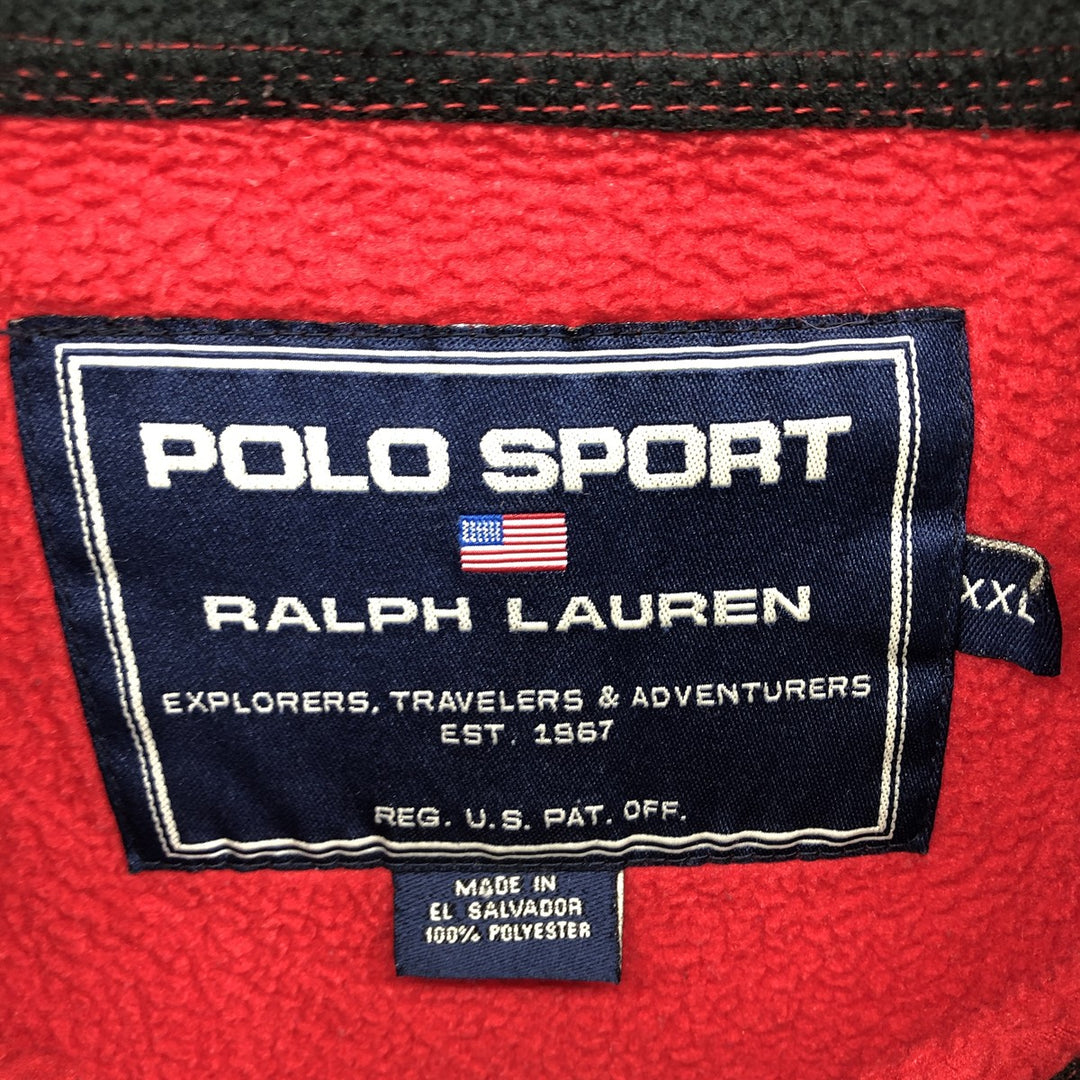 POLO SPORT
RALPH LAUREN
XXL
EXPLORERS, TRAVELERS & ADVENTURERS
EST. 1967
REG. U.S. PAT. OFF.
MADE IN
EL SALVADOR
100% POLYESTER